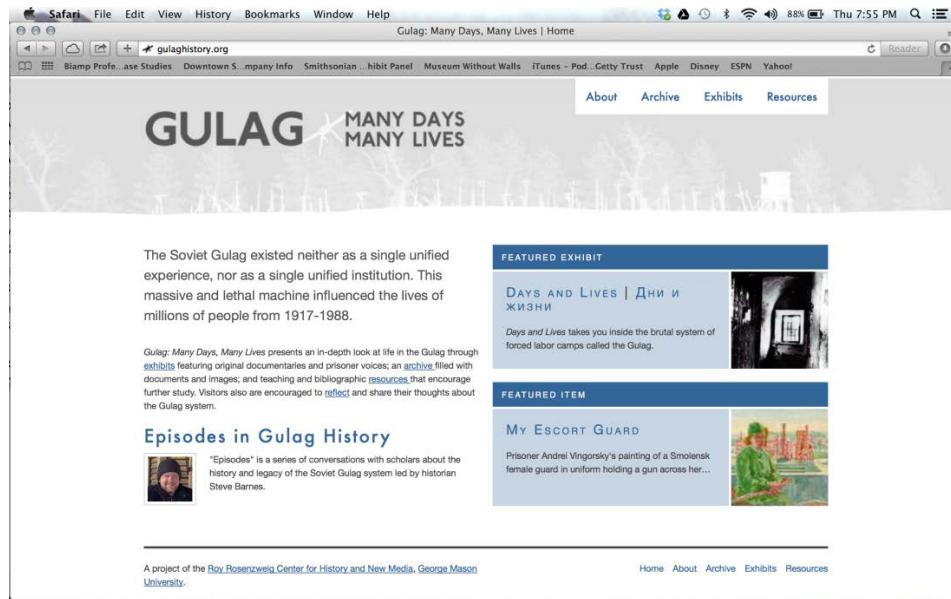 Safari File Edit View History Bookmarks Window Help 88% Thu 7:55 PM
Gulag: Many Days, Many Lives | Home
gulaghistory.org Reader
Biamp Profe...ase Studies Downtown S...mpany Info Smithsonian ...hibit Panel Museum Without Walls iTunes - Pod...Getty Trust Apple Disney ESPN Yahoo!
About Archive Exhibits Resources
GULAG MANY DAYS
MANY LIVES
The Soviet Gulag existed neither as a single unified
experience, nor as a single unified institution. This
massive and lethal machine influenced the lives of
millions of people from 1917-1988.
Gulag: Many Days, Many Lives presents an in-depth look at life in the Gulag through
exhibits featuring original documentaries and prisoner voices; an archive filled with
documents and images; and teaching and bibliographic resources that encourage
further study. Visitors also are encouraged to reflect and share their thoughts about
the Gulag system.
Episodes in Gulag History
"Episodes" is a series of conversations with scholars about the
history and legacy of the Soviet Gulag system led by historian
Steve Barnes.
FEATURED EXHIBIT
Days and Lives | Дни и
жизни
Days and Lives takes you inside the brutal system of
forced labor camps called the Gulag.
FEATURED ITEM
My Escort Guard
Prisoner Andrei Vingorsky's painting of a Smolensk
female guard in uniform holding a gun across her...
A project of the Roy Rosenzweig Center for History and New Media, George Mason
University.
Home About Archive Exhibits Resources